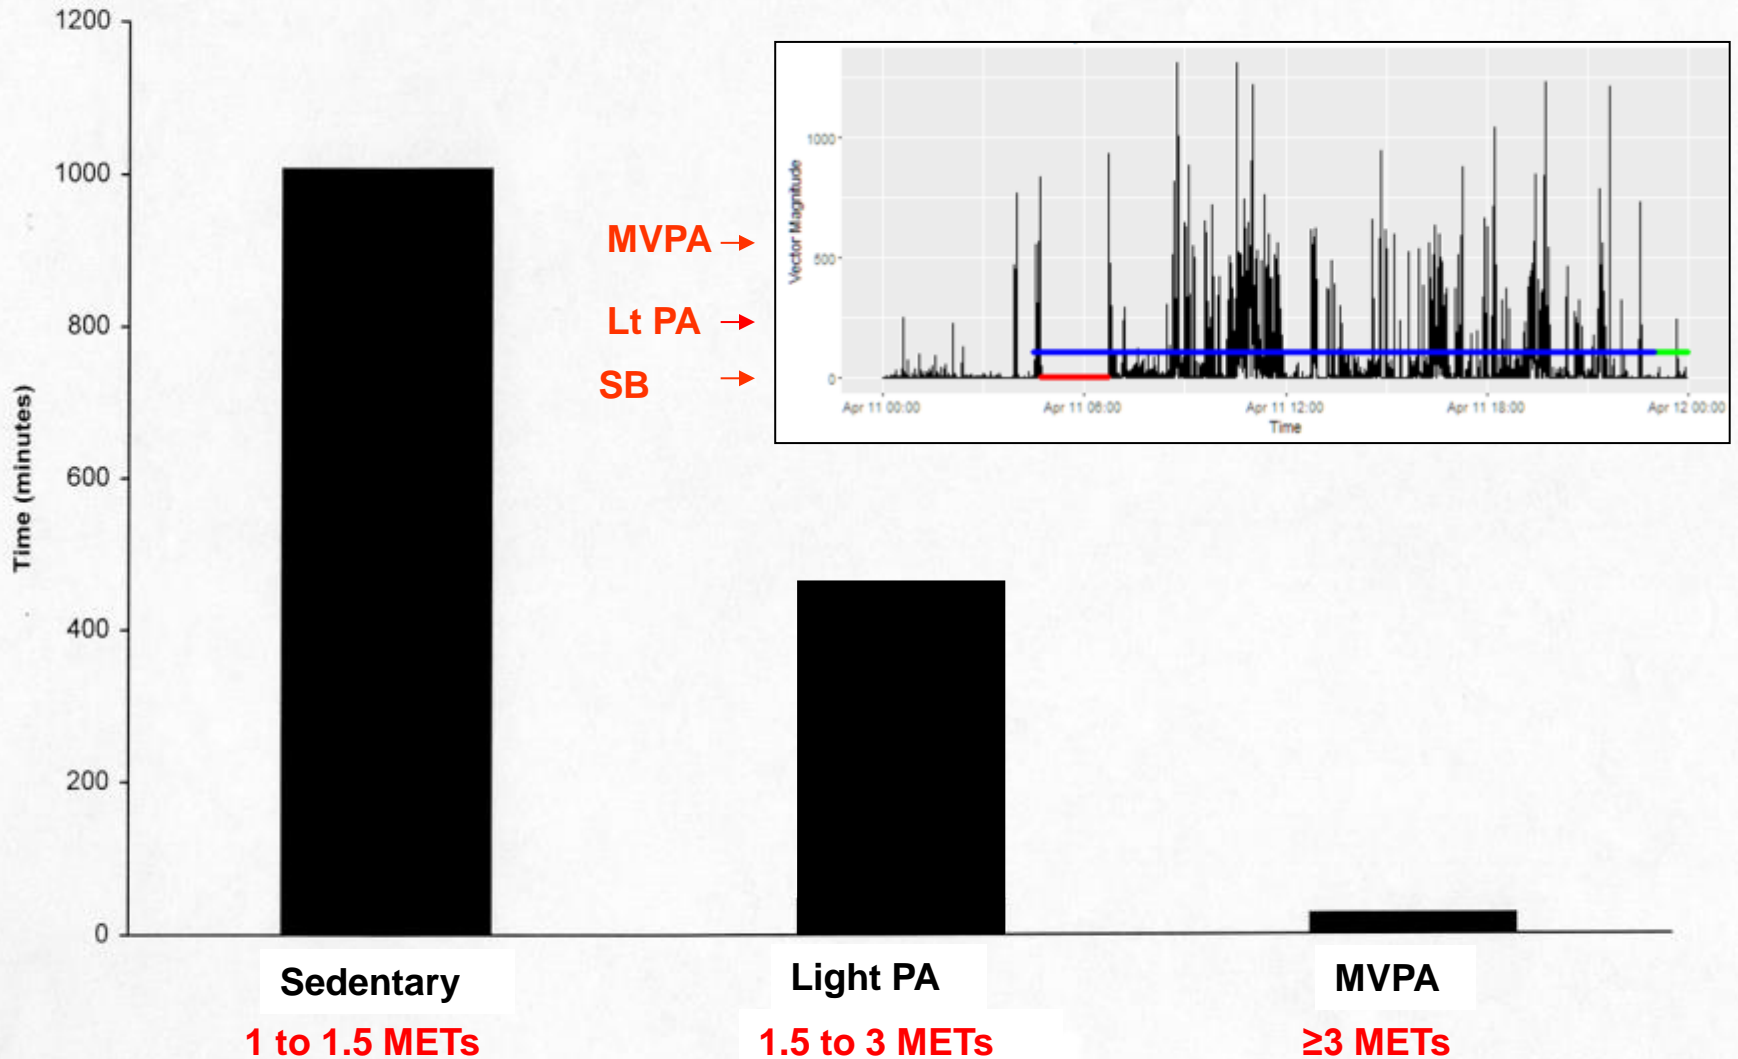 1200
1000
800
600
400
200
0
Time (minutes)
MVPA
Lt PA
SB
Vector Magnitude
1000
500
0
Apr 11 00:00
Apr 11 06:00
Apr 11 12:00
Apr 11 18:00
Apr 12 00:00
Time
Sedentary
Light PA
MVPA
1 to 1.5 METs
1.5 to 3 METs
≥3 METs